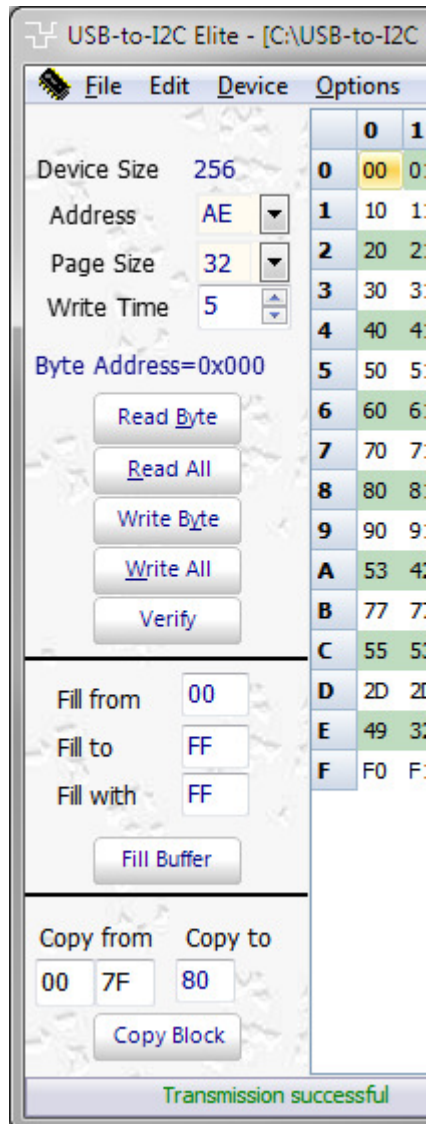 USB-to-I2C Elite - [C:\USB-to-I2C
File Edit Device Options
0 1
Device Size 256
0 00
Address AE
1 10
Page Size 32
2 20
Write Time 5
3 30
4 40
Byte Address=0x000
5 50
Read Byte
6 60
Read All
7 70
8 80
Write Byte
9 90
Write All
A 53
Verify
B 77
C 55
Fill from 00
D 2D
Fill to FF
E 49
Fill with FF
F F0
Fill Buffer
Copy from Copy to
00 7F 80
Copy Block
Transmission successful